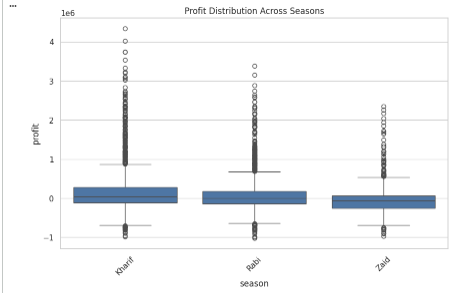 ...
Profit Distribution Across Seasons
1e6
4
3
2
1
0
−1
profit
Kharif
Rabi
Zaid
season